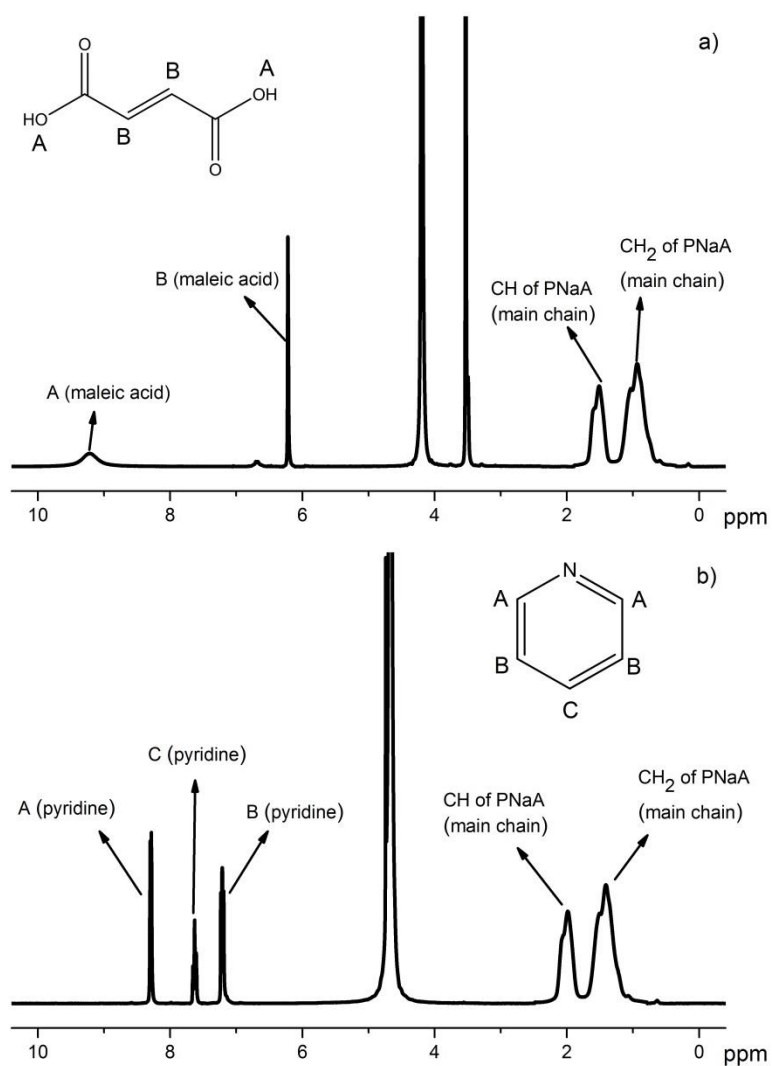 a)
O
B
A
OH
HO
A
B
O
CH2 of PNaA
(main chain)
B (maleic acid)
CH of PNaA
(main chain)
A (maleic acid)
10 8 6 4 2 0 ppm
b)
N
A A
B B
C
C (pyridine)
A (pyridine)
B (pyridine)
CH of PNaA
(main chain)
CH2 of PNaA
(main chain)
10 8 6 4 2 0 ppm